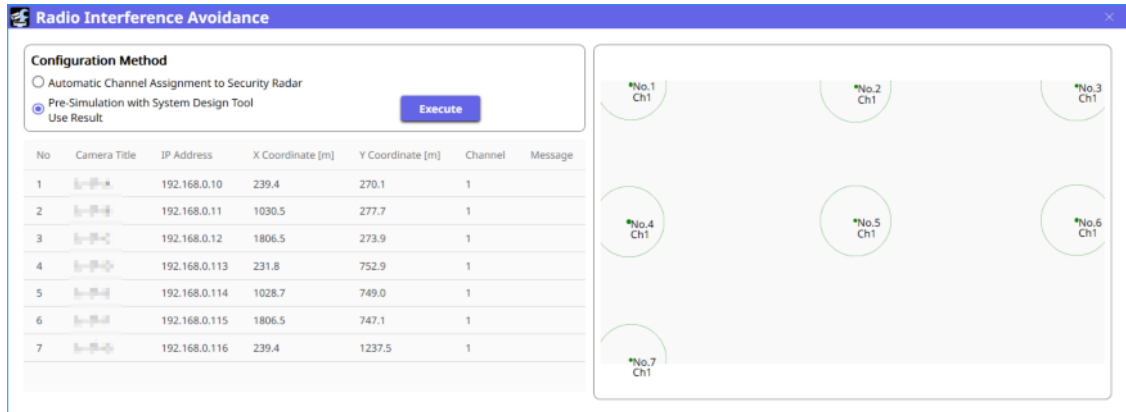 Radio Interference Avoidance
Configuration Method
Automatic Channel Assignment to Security Radar
Pre-Simulation with System Design Tool
Use Result
Execute
No Camera Title IP Address X Coordinate [m] Y Coordinate [m] Channel Message
1 192.168.0.10 239.4 270.1 1
2 192.168.0.11 1030.5 277.7 1
3 192.168.0.12 1806.5 273.9 1
4 192.168.0.113 231.8 752.9 1
5 192.168.0.114 1028.7 749.0 1
6 192.168.0.115 1806.5 747.1 1
7 192.168.0.116 239.4 1237.5 1
No.1
Ch1
No.2
Ch1
No.3
Ch1
No.4
Ch1
No.5
Ch1
No.6
Ch1
No.7
Ch1